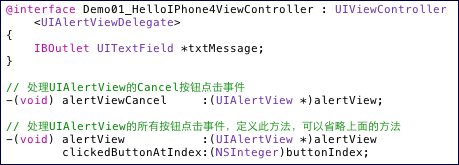 @interface Demo01_HelloIPhone4ViewController : UIViewController
    <UIAlertViewDelegate>
{
    IBOutlet UITextField *txtMessage;
}

// 处理UIAlertView的Cancel按钮点击事件
-(void) alertViewCancel     :(UIAlertView *)alertView;

// 处理UIAlertView的所有按钮点击事件，定义此方法，可以省略上面的方法
-(void) alertView           :(UIAlertView *)alertView
        clickedButtonAtIndex:(NSInteger)buttonIndex;